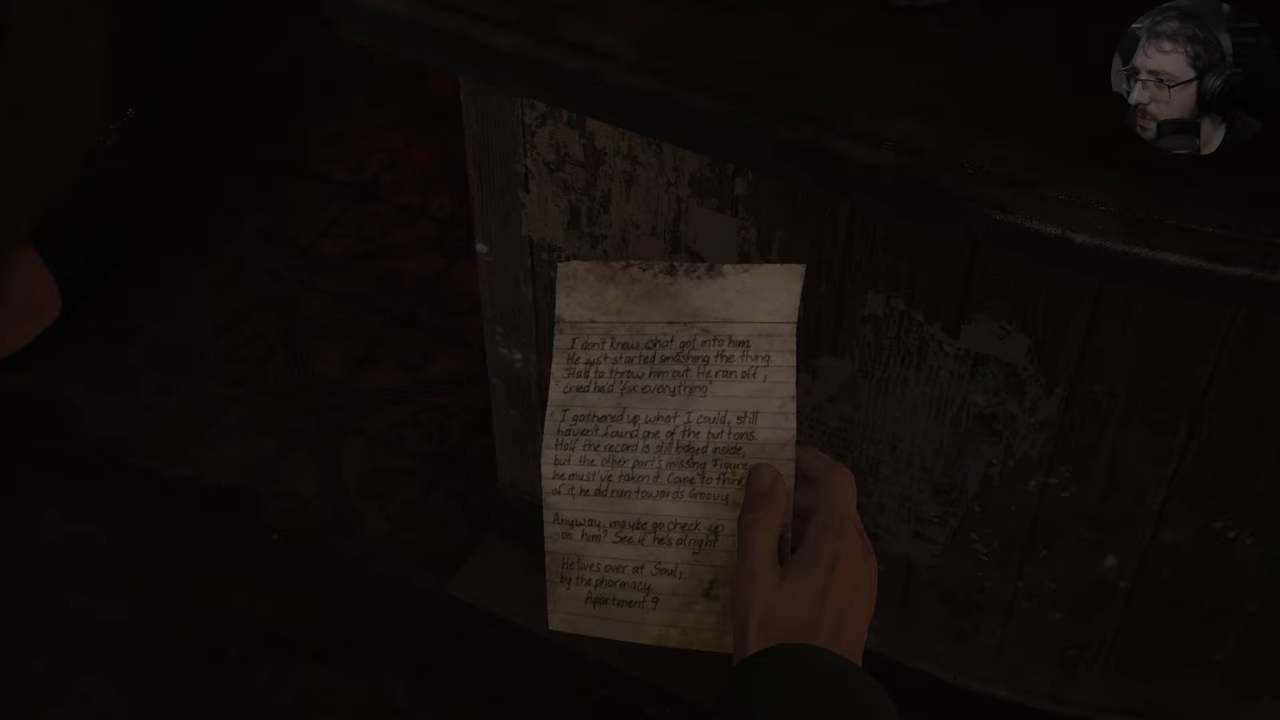 I don't know what got into him.
He just started smashing the thing.
Had to throw him out. He ran off,
cried he'd 'fix everything'
I gathered up what I could, still
haven't found one of the buttons.
Half the record is still lodged inside,
but the other part's missing. Figure
he must've taken it. Come to think
of it, he did run towards Groovy
Anyway, maybe go check up
on him? See if he's alright
He lives over at Saul,
by the pharmacy.
Apartment 9